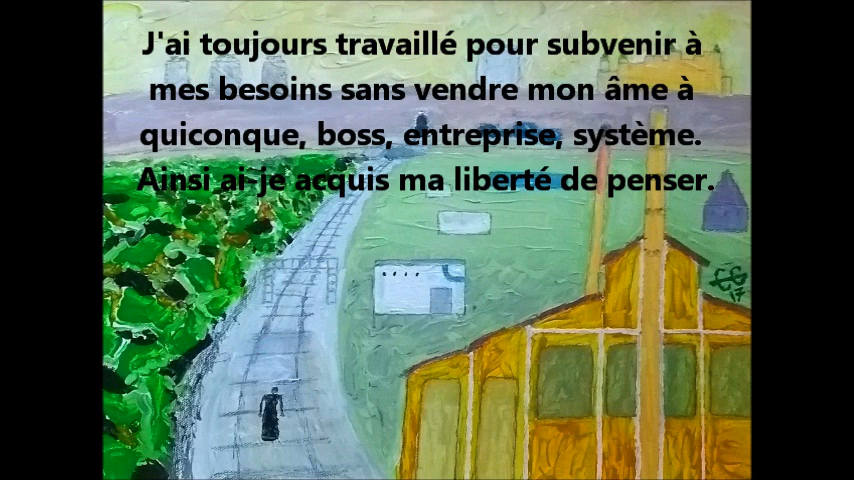 J'ai toujours travaillé pour subvenir à
mes besoins sans vendre mon âme à
quiconque, boss, entreprise, système.
Ainsi ai-je acquis ma liberté de penser.
17